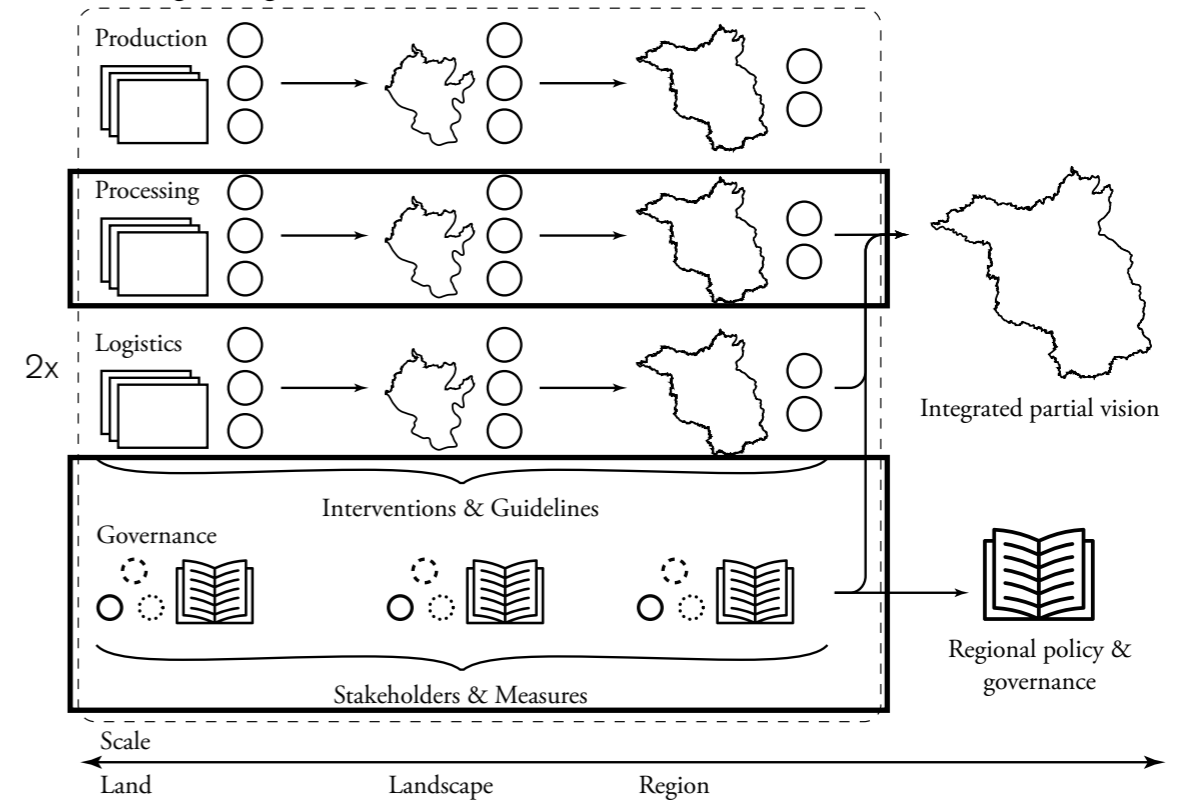 Production
Processing
Logistics
2x
Integrated partial vision
Interventions & Guidelines
Governance
Regional policy &
governance
Stakeholders & Measures
Scale
Land
Landscape
Region